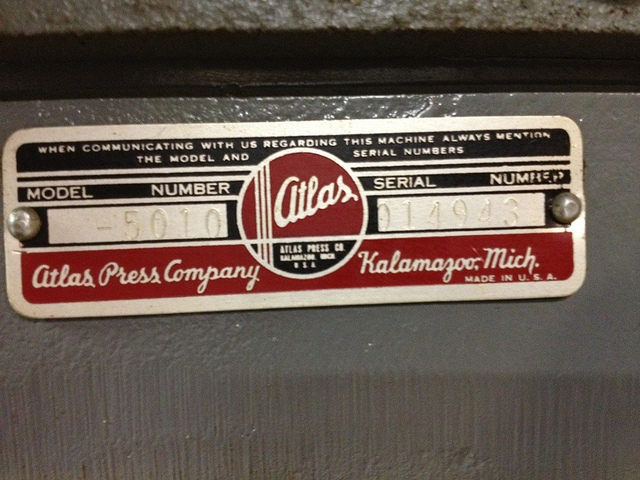 WHEN COMMUNICATING WITH US REGARDING THIS MACHINE ALWAYS MENTION
THE MODEL AND SERIAL NUMBERS
MODEL NUMBER
SERIAL NUMBER
-5010
014943
Atlas
ATLAS PRESS CO.
KALAMAZOO, MICH.
U S A
Atlas Press Company
Kalamazoo, Mich.
MADE IN U. S. A.